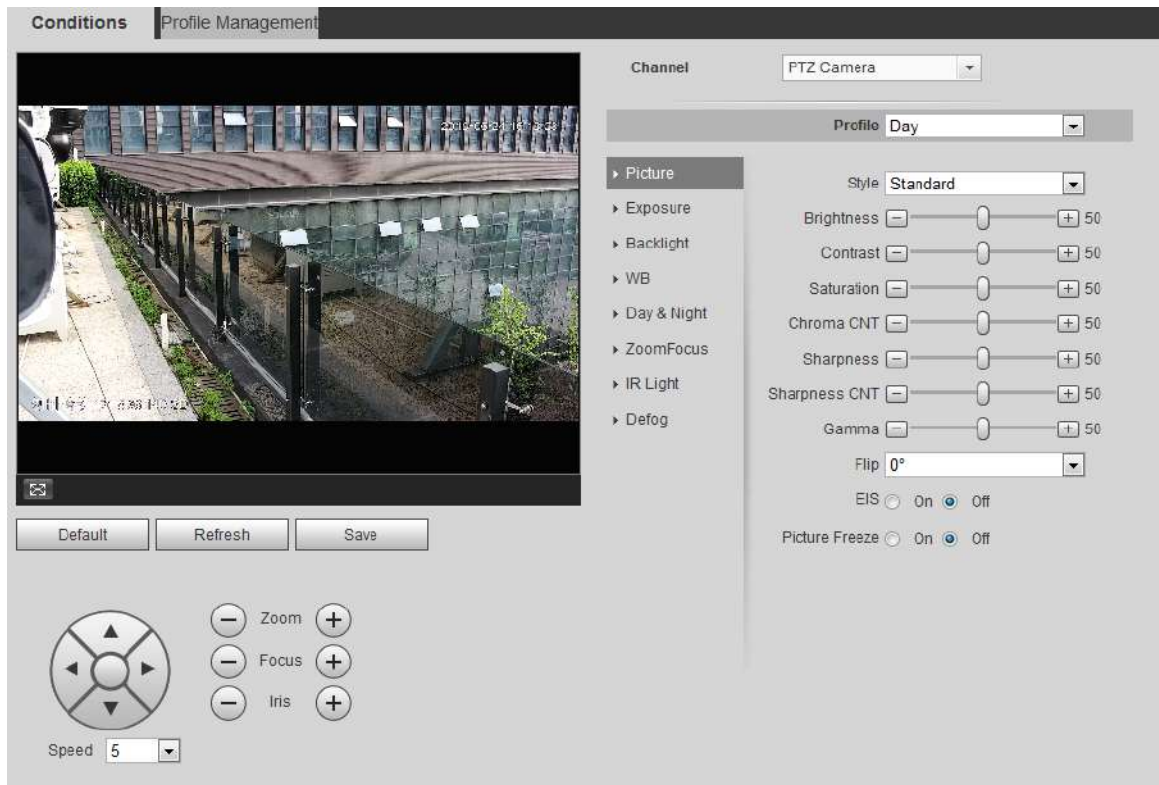 Conditions
Profile Management
Channel PTZ Camera
Profile Day
Picture
Exposure
Backlight
WB
Day & Night
ZoomFocus
IR Light
Defog
Style Standard
Brightness 50
Contrast 50
Saturation 50
Chroma CNT 50
Sharpness 50
Sharpness CNT 50
Gamma 50
Flip 0°
EIS On Off
Picture Freeze On Off
Default Refresh Save
Zoom
Focus
Iris
Speed 5